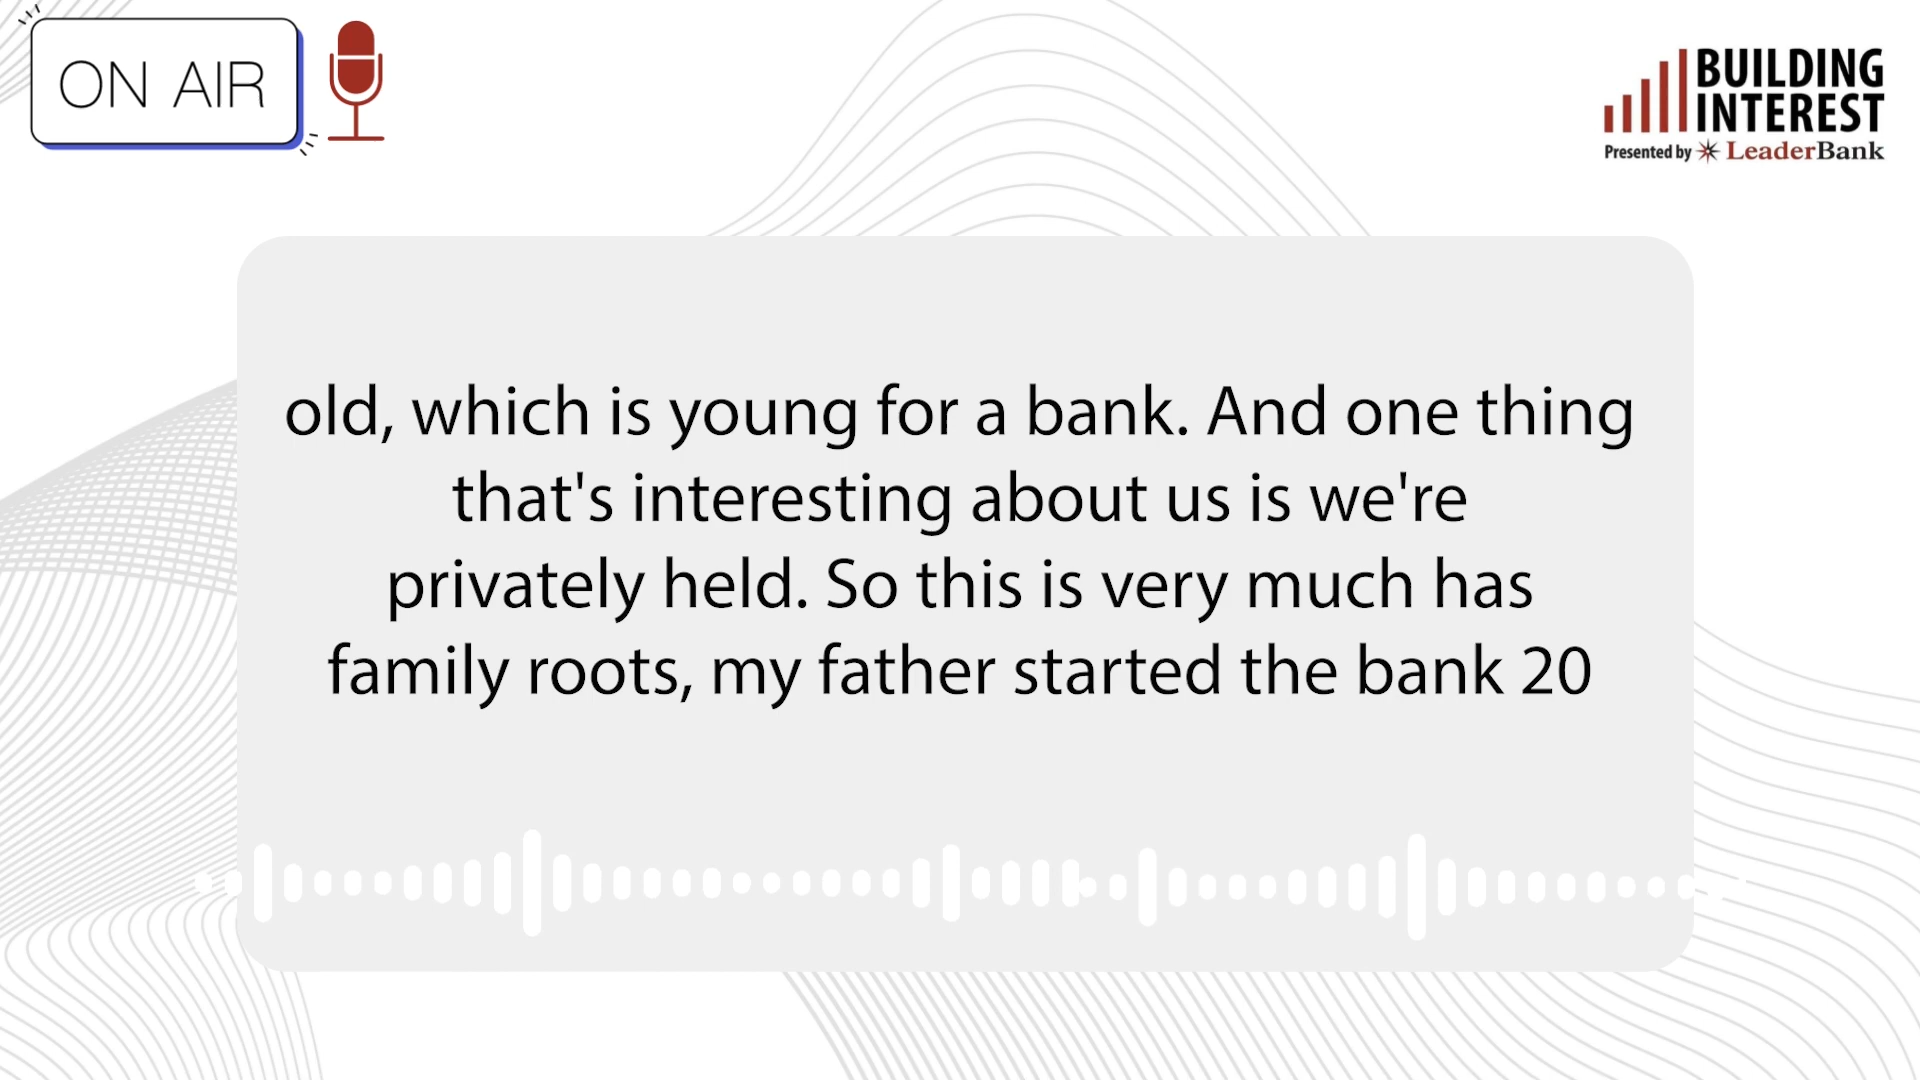 ON AIR
BUILDING
INTEREST
Presented by LeaderBank
old, which is young for a bank. And one thing
that's interesting about us is we're
privately held. So this is very much has
family roots, my father started the bank 20